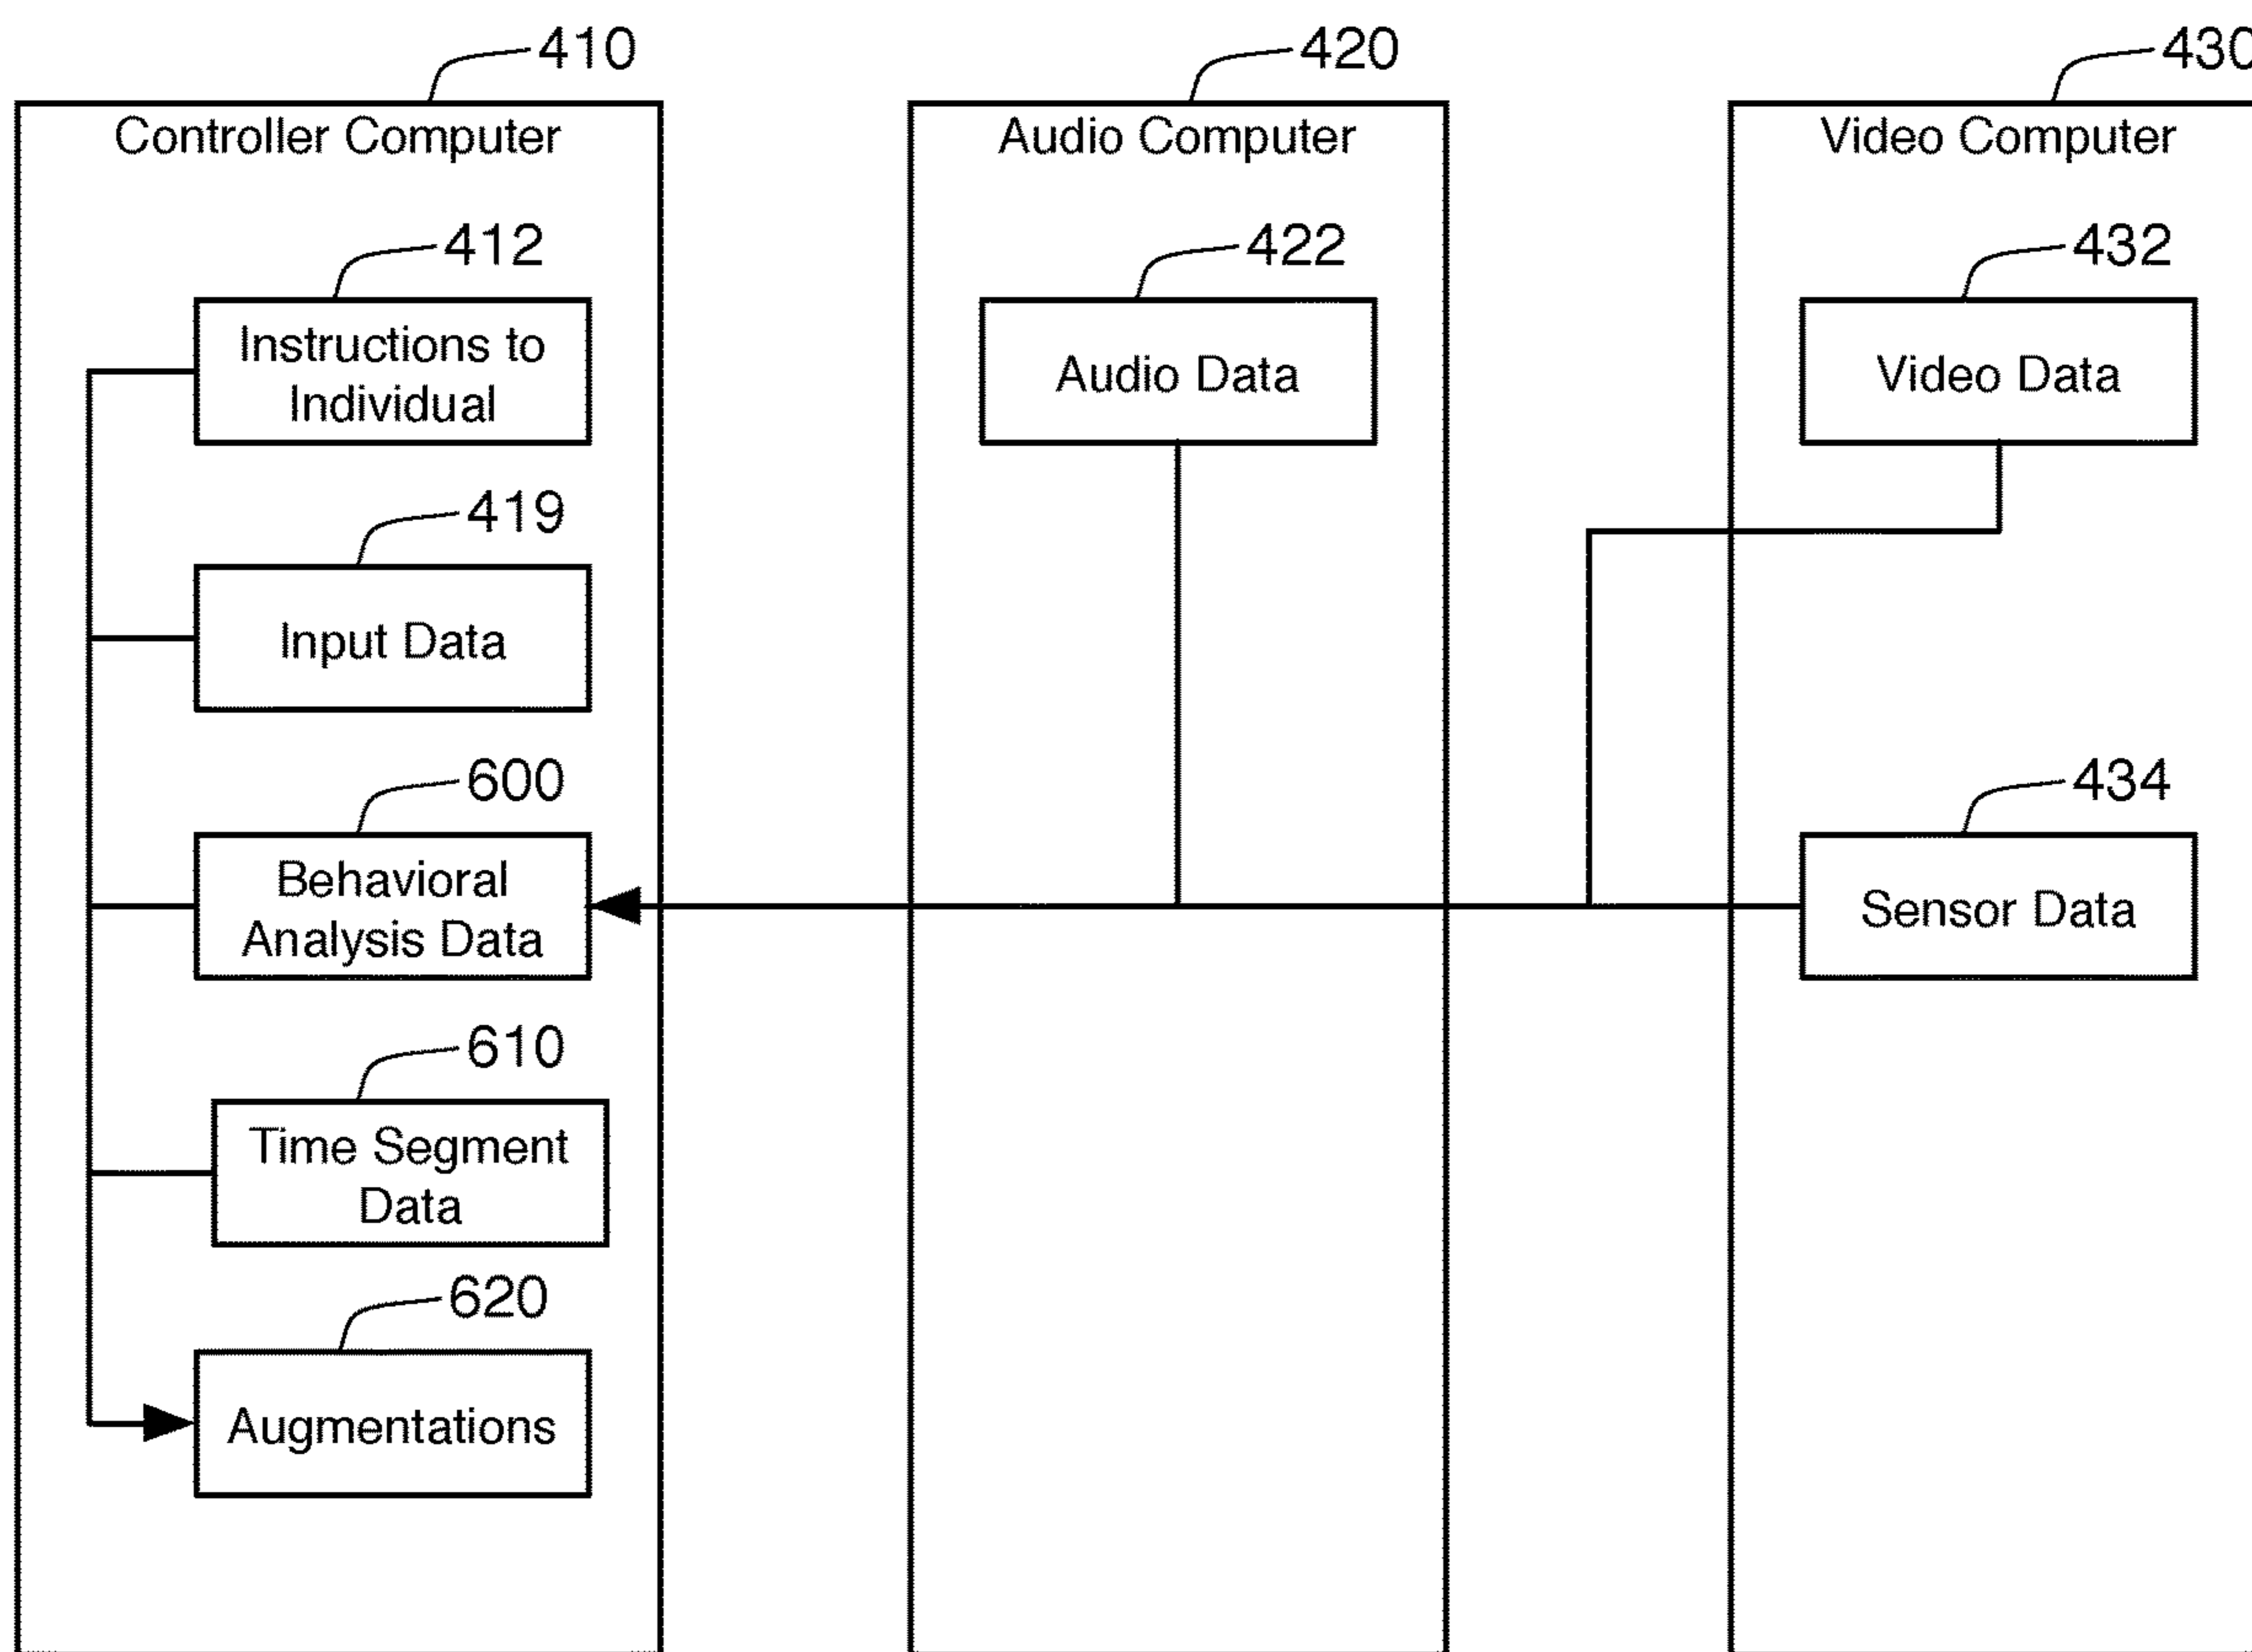 410
420
430
Controller Computer
Audio Computer
Video Computer
412
422
432
Instructions to
Individual
Audio Data
Video Data
419
Input Data
600
434
Behavioral
Analysis Data
Sensor Data
610
Time Segment
Data
620
Augmentations